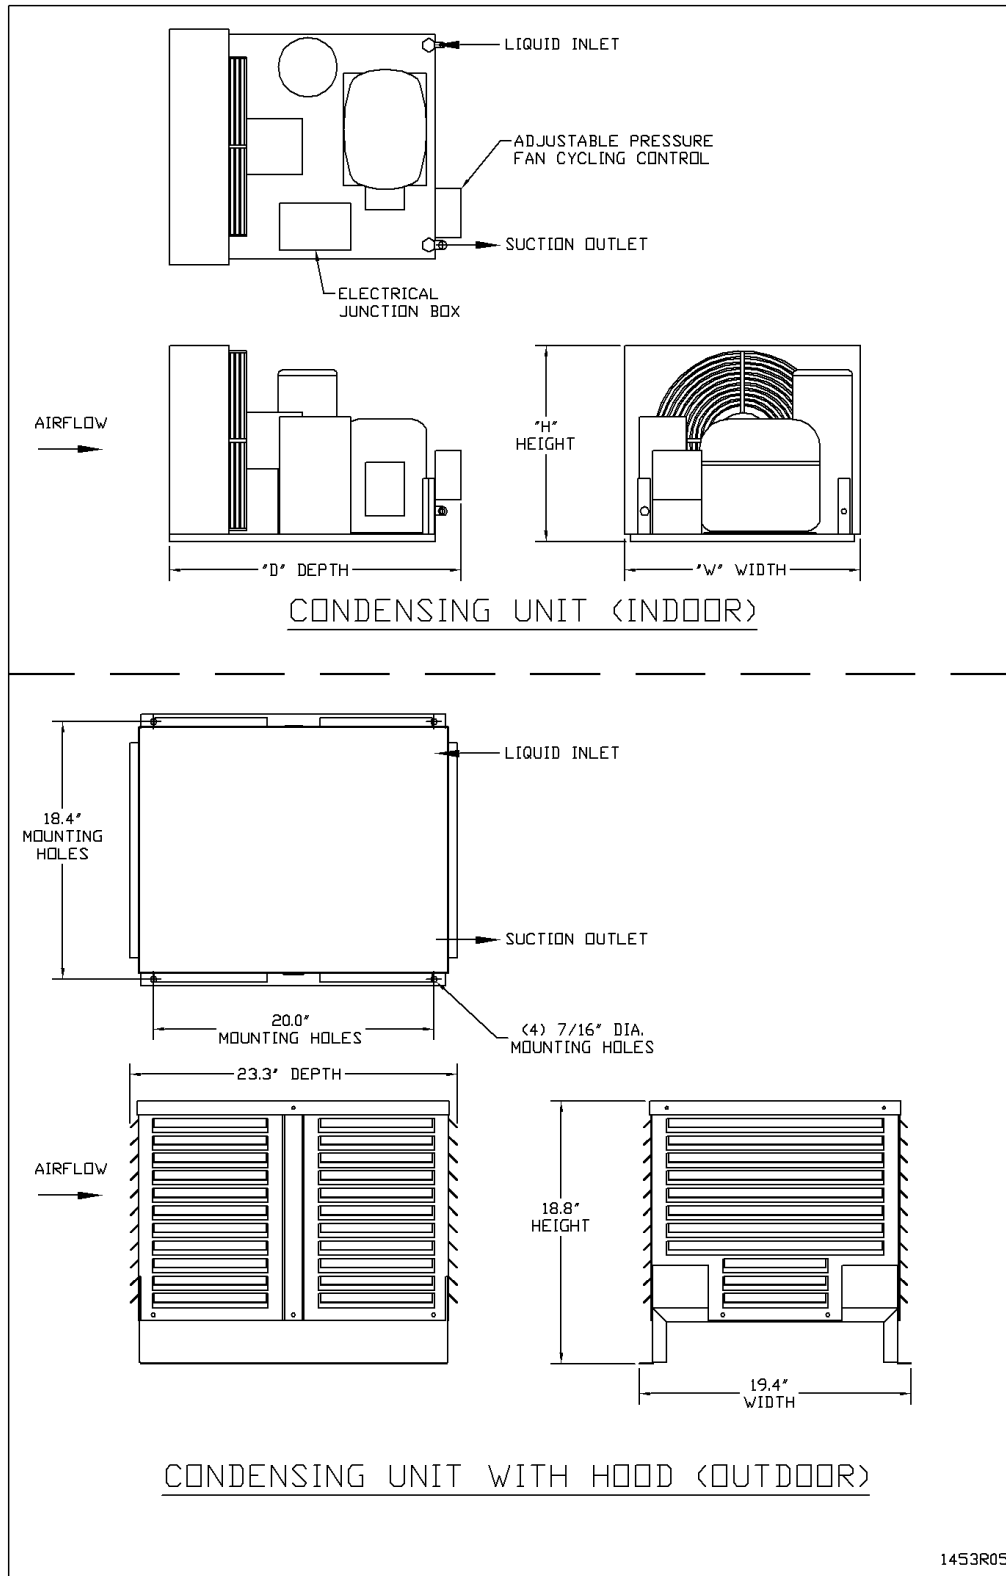 LIQUID INLET
ADJUSTABLE PRESSURE
FAN CYCLING CONTROL
SUCTION OUTLET
ELECTRICAL
JUNCTION BOX
AIRFLOW
"H"
HEIGHT
"D" DEPTH
"W" WIDTH
CONDENSING UNIT (INDOOR)
LIQUID INLET
18.4"
MOUNTING
HOLES
SUCTION OUTLET
20.0"
MOUNTING HOLES
(4) 7/16" DIA.
MOUNTING HOLES
23.3" DEPTH
AIRFLOW
18.8"
HEIGHT
19.4"
WIDTH
CONDENSING UNIT WITH HOOD (OUTDOOR)
1453R05